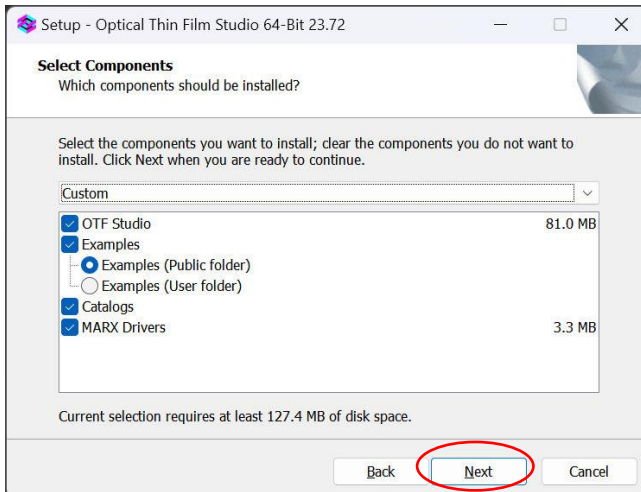 Setup - Optical Thin Film Studio 64-Bit 23.72
Select Components
Which components should be installed?
Select the components you want to install; clear the components you do not want to
install. Click Next when you are ready to continue.
Custom
OTF Studio 81.0 MB
Examples
Examples (Public folder)
Examples (User folder)
Catalogs
MARX Drivers 3.3 MB
Current selection requires at least 127.4 MB of disk space.
Back Next Cancel